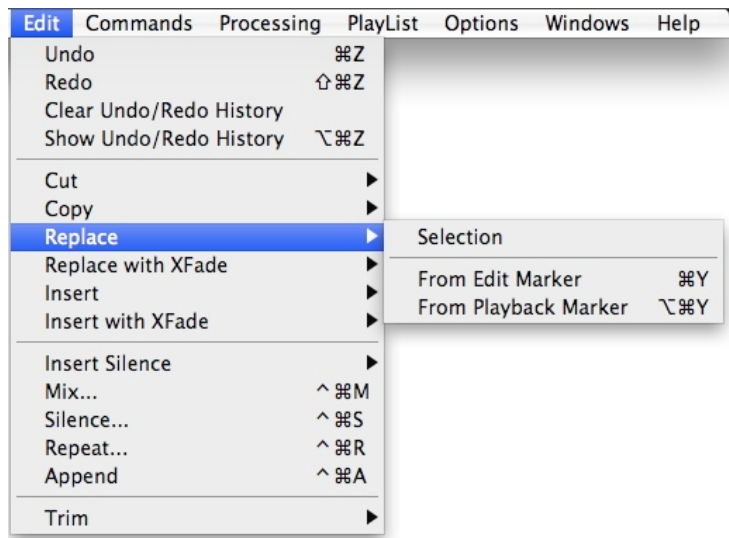 Edit Commands Processing PlayList Options Windows Help
Undo ⌘Z
Redo ⇧⌘Z
Clear Undo/Redo History
Show Undo/Redo History ⌥⌘Z
Cut
Copy
Replace
Replace with XFade
Insert
Insert with XFade
Insert Silence
Mix... ^⌘M
Silence... ^⌘S
Repeat... ^⌘R
Append ^⌘A
Trim
Selection
From Edit Marker ⌘Y
From Playback Marker ⌥⌘Y